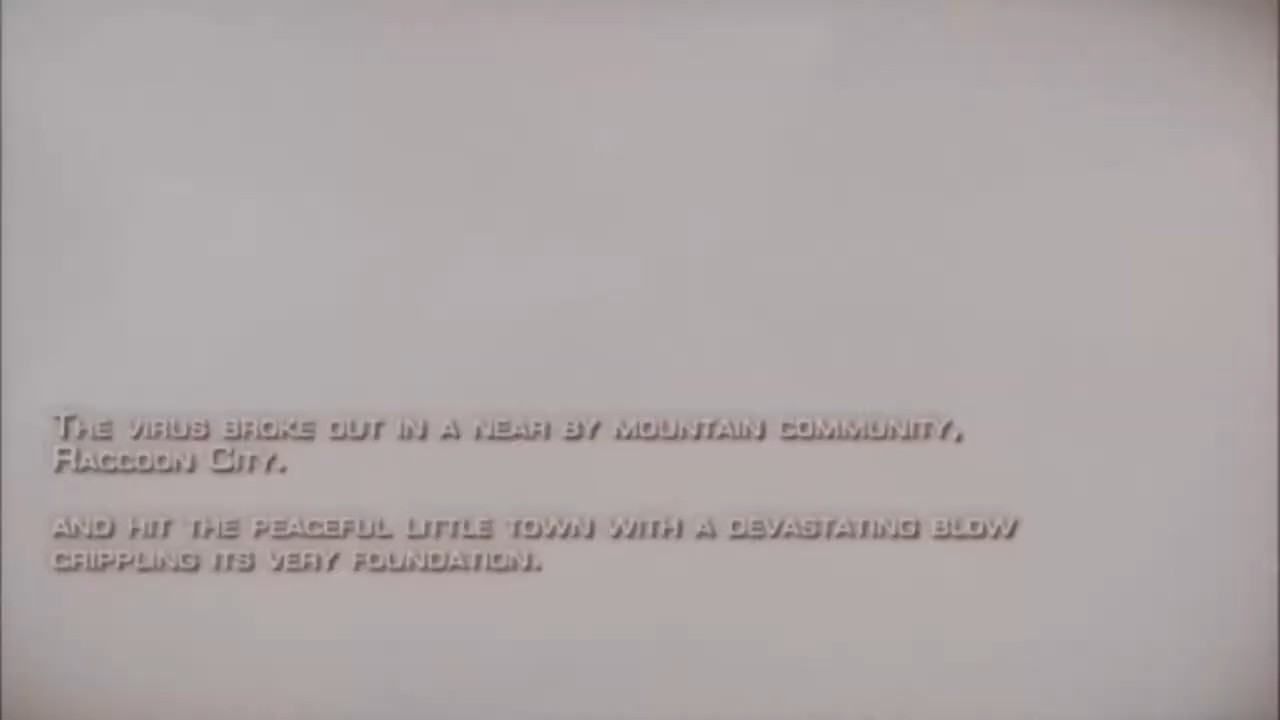 The virus broke out in a near by mountain community,
Raccoon City.
and hit the peaceful little town with a devastating blow
crippling its very foundation.